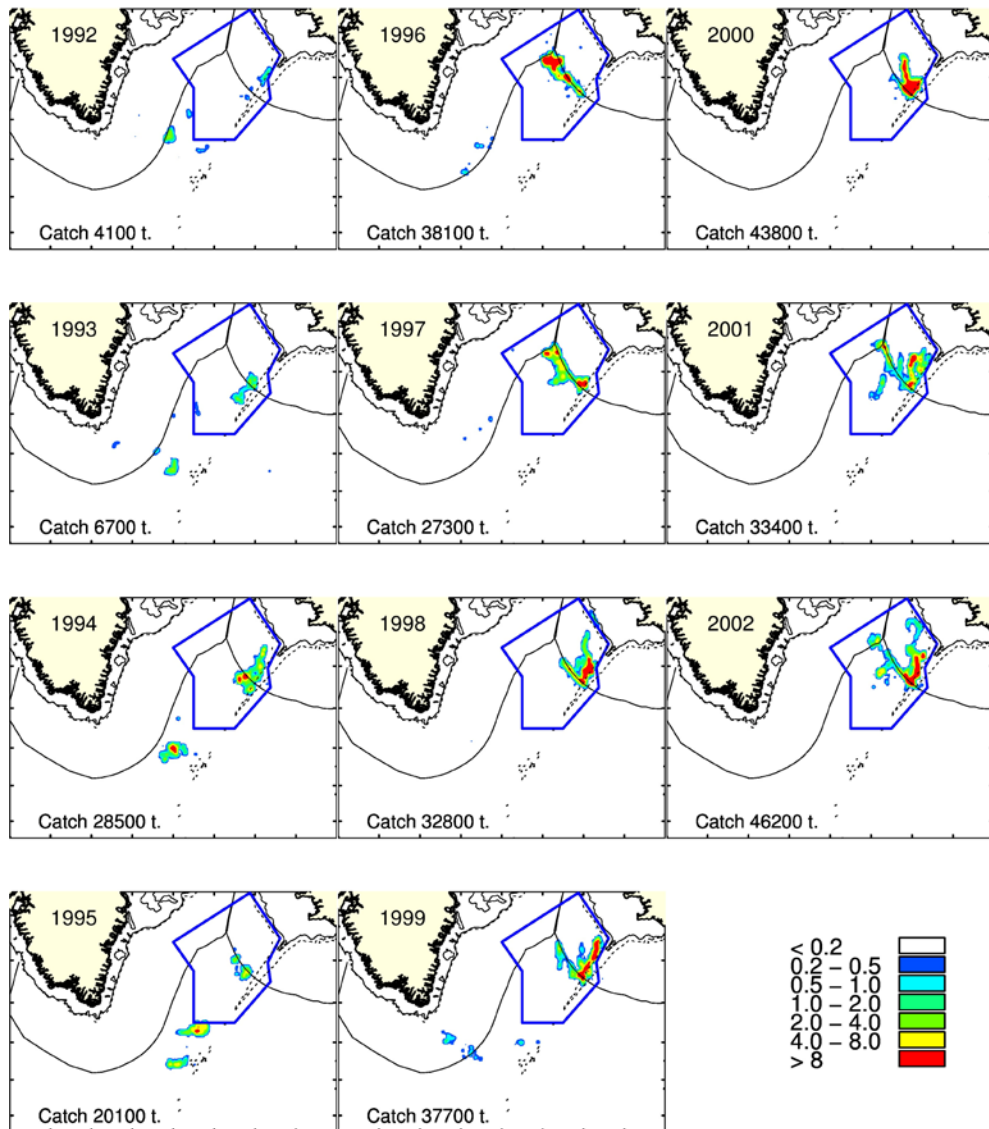 1992
1996
2000
Catch 4100 t.
Catch 38100 t.
Catch 43800 t.
1993
1997
2001
Catch 6700 t.
Catch 27300 t.
Catch 33400 t.
1994
1998
2002
Catch 28500 t.
Catch 32800 t.
Catch 46200 t.
1995
1999
Catch 20100 t.
Catch 37700 t.
< 0.2
0.2 – 0.5
0.5 – 1.0
1.0 – 2.0
2.0 – 4.0
4.0 – 8.0
> 8